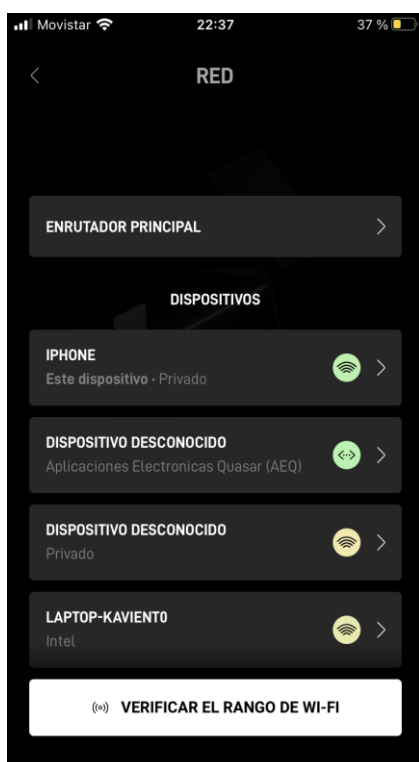 Movistar 22:37 37 %
RED
ENRUTADOR PRINCIPAL
DISPOSITIVOS
IPHONE
Este dispositivo · Privado
DISPOSITIVO DESCONOCIDO
Aplicaciones Electronicas Quasar (AEQ)
DISPOSITIVO DESCONOCIDO
Privado
LAPTOP-KAVIENT0
Intel
VERIFICAR EL RANGO DE WI-FI